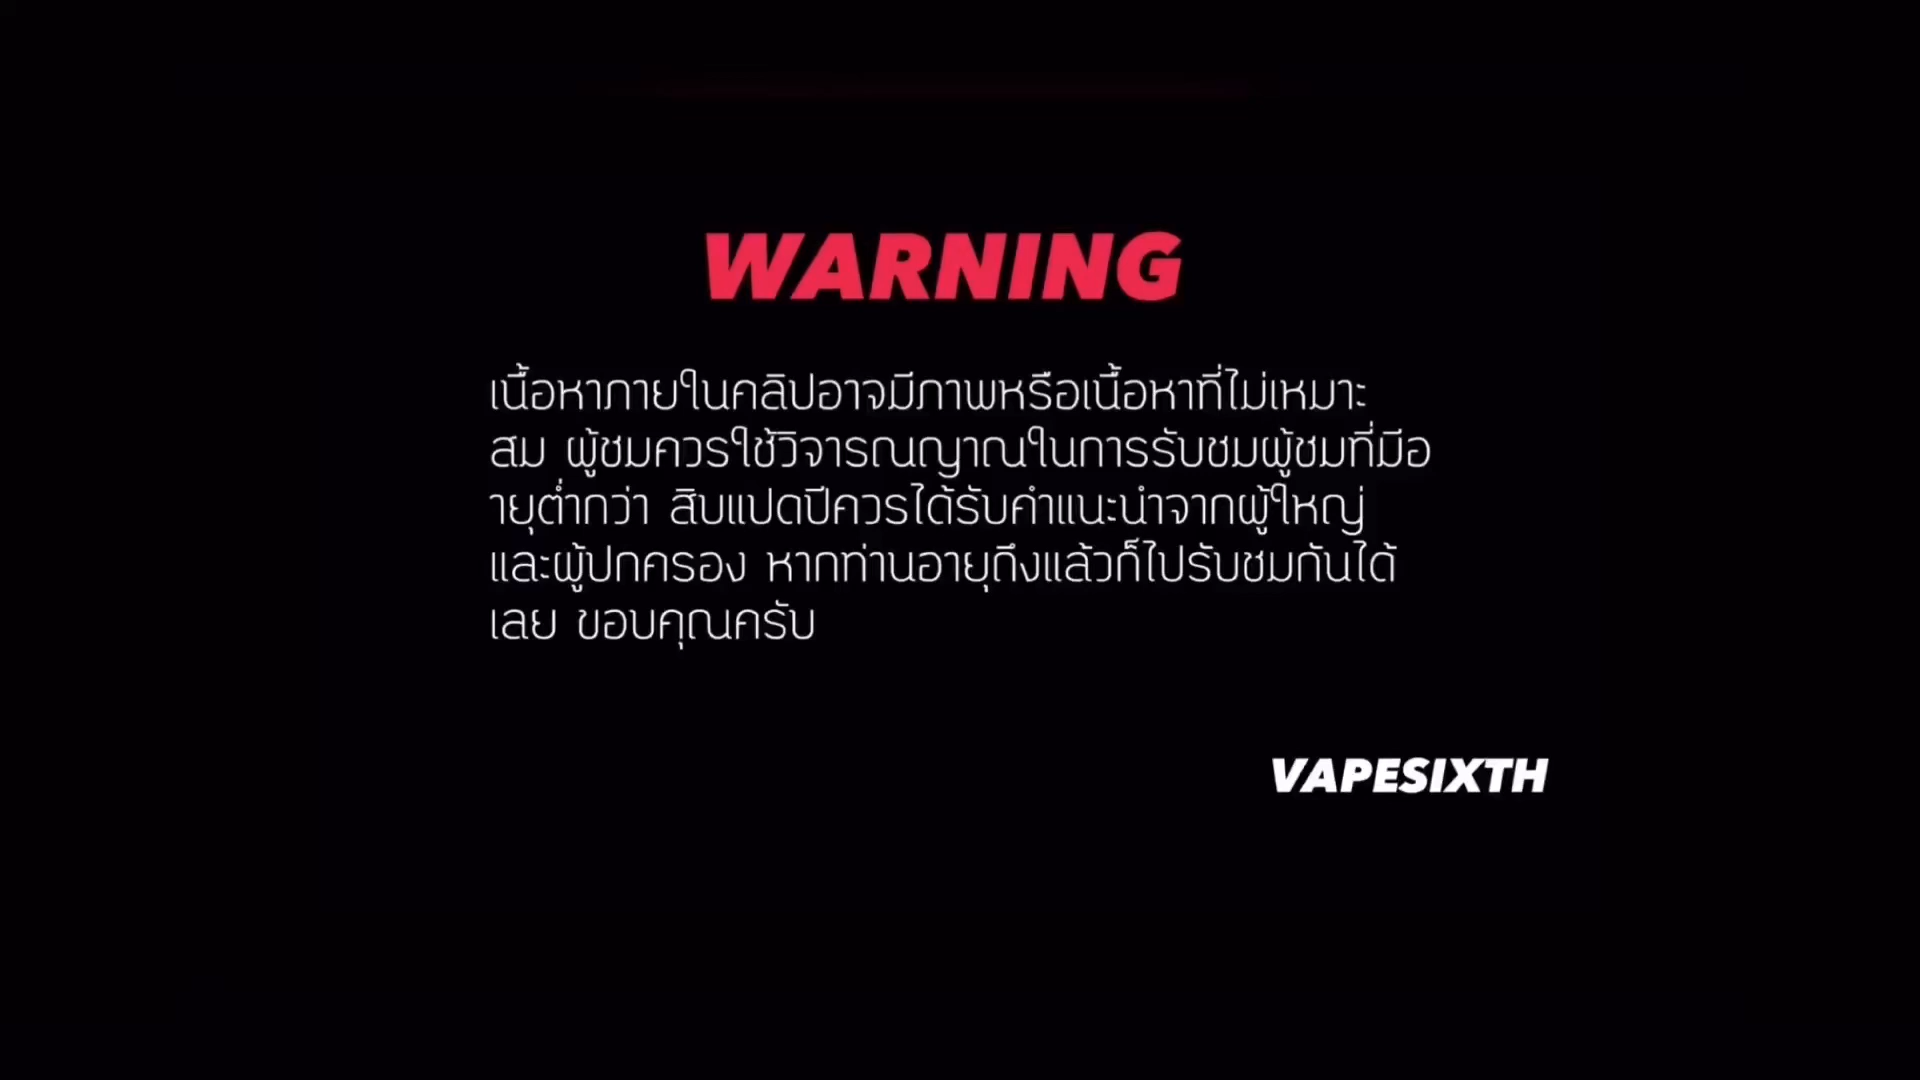 WARNING
เนื้อหาภายในคลิปอาจมีภาพหรือเนื้อหาที่ไม่เหมาะ
สม ผู้ชมควรใช้วิจารณญาณในการรับชมผู้ชมที่มีอ
ายุต่ำกว่า สิบแปดปีควรได้รับคำแนะนำจากผู้ใหญ่
และผู้ปกครอง หากท่านอายุถึงแล้วก็ไปรับชมกันได้
เลย ขอบคุณครับ
VAPESIXTH